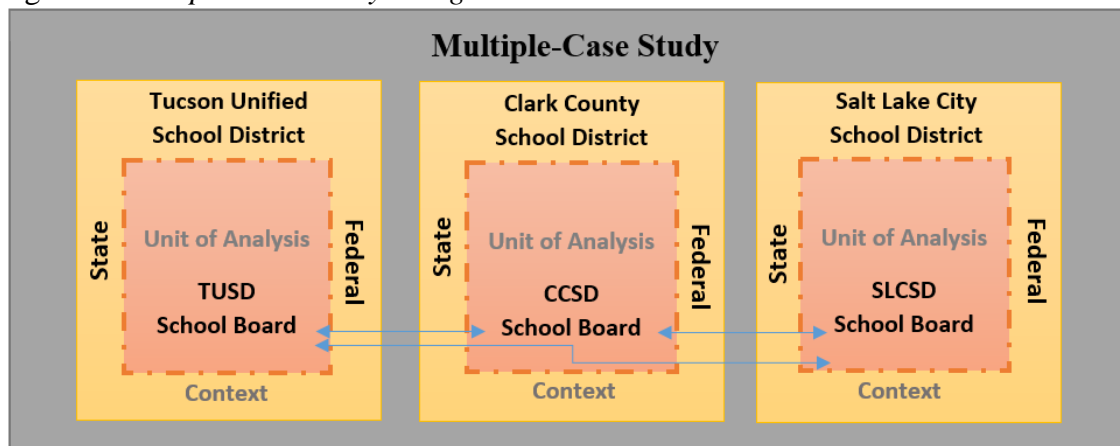 Multiple-Case Study
Tucson Unified
School District
State
Federal
Unit of Analysis
TUSD
School Board
Context
Clark County
School District
State
Federal
Unit of Analysis
CCSD
School Board
Context
Salt Lake City
School District
State
Federal
Unit of Analysis
SLCSD
School Board
Context